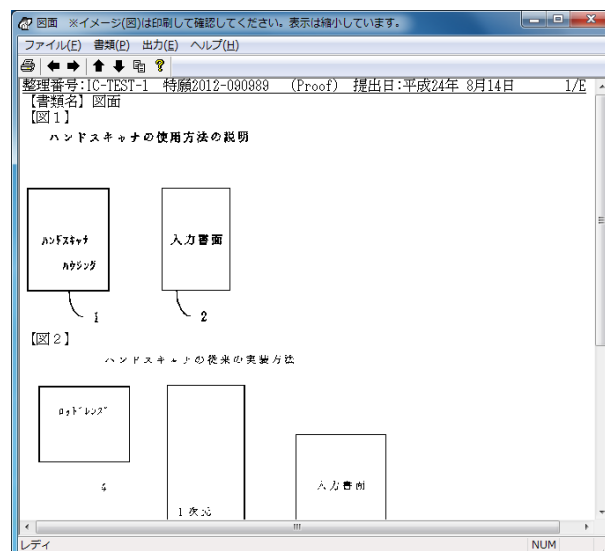 図面 ※イメージ(図)は印刷して確認してください。表示は縮小しています。
ファイル(F) 書類(P) 出力(E) ヘルプ(H)
整理番号:IC-TEST-1 特願2012-090989 (Proof) 提出日:平成24年 8月14日 1/E
【書類名】図面
【図1】
ハンドスキャナの使用方法の説明
ハンドスキャナ
ハウジング
入力書面
1
2
【図2】
ハンドスキャナの従来の実装方法
ロッドレンズ
入力書面
1次元
レディ NUM